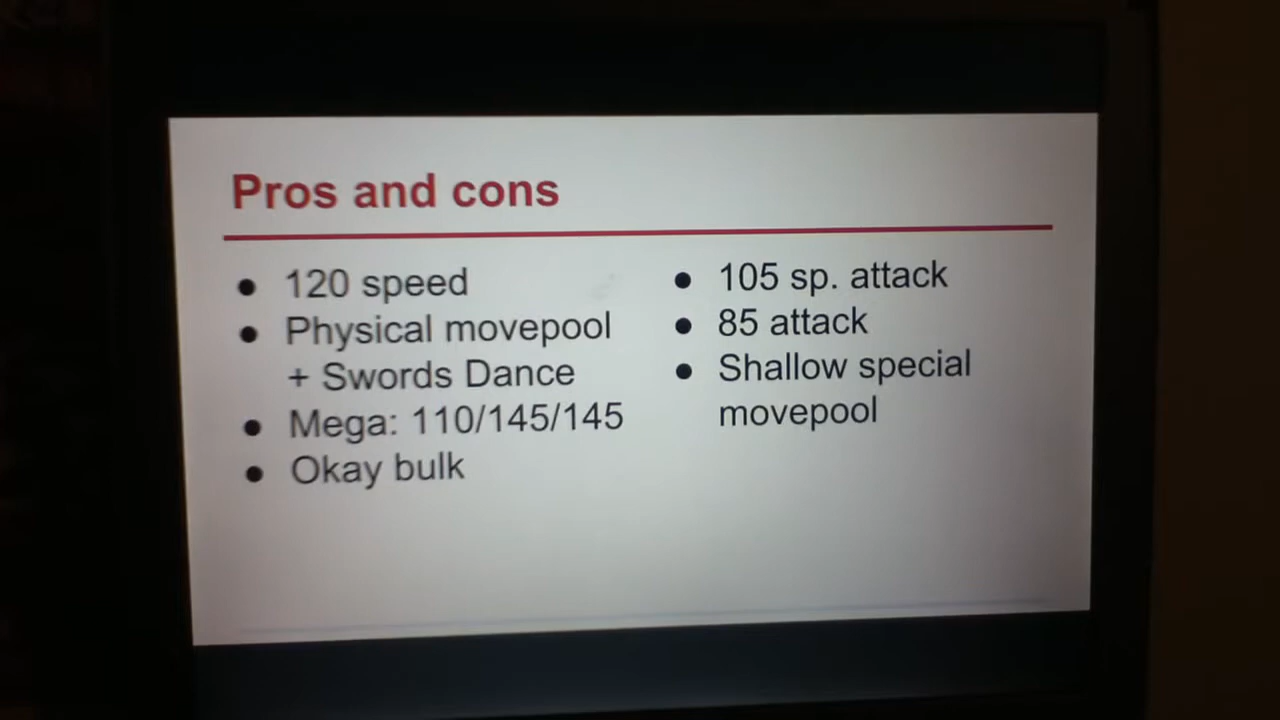 Pros and cons
● 120 speed
● Physical movepool
+ Swords Dance
● Mega: 110/145/145
● Okay bulk
● 105 sp. attack
● 85 attack
● Shallow special
movepool